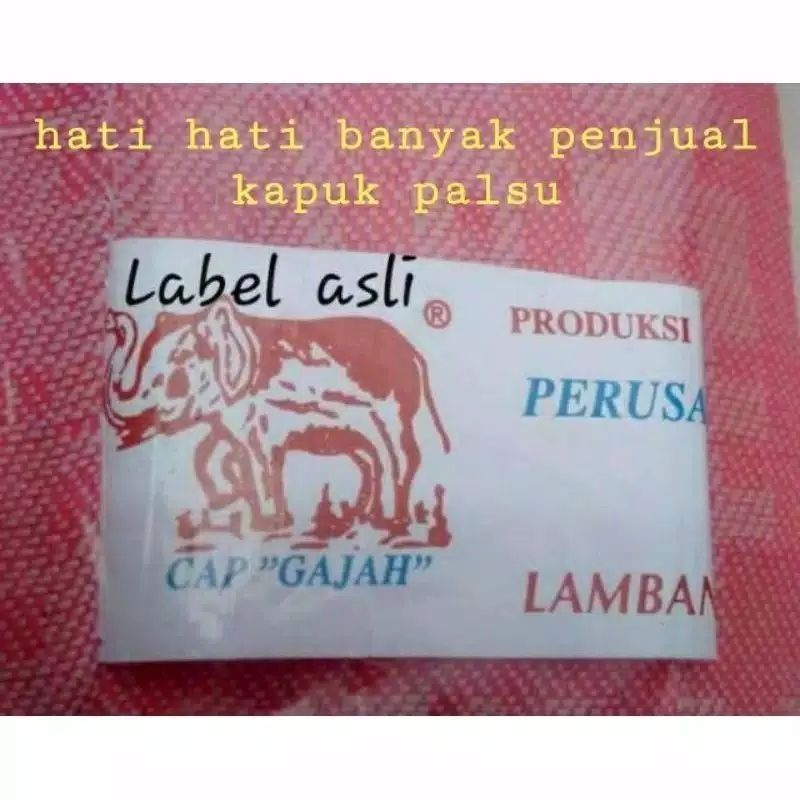 hati hati banyak penjual
kapuk palsu
Label asli
®
PRODUKSI
PERUSA
CAP "GAJAH"
LAMBAN